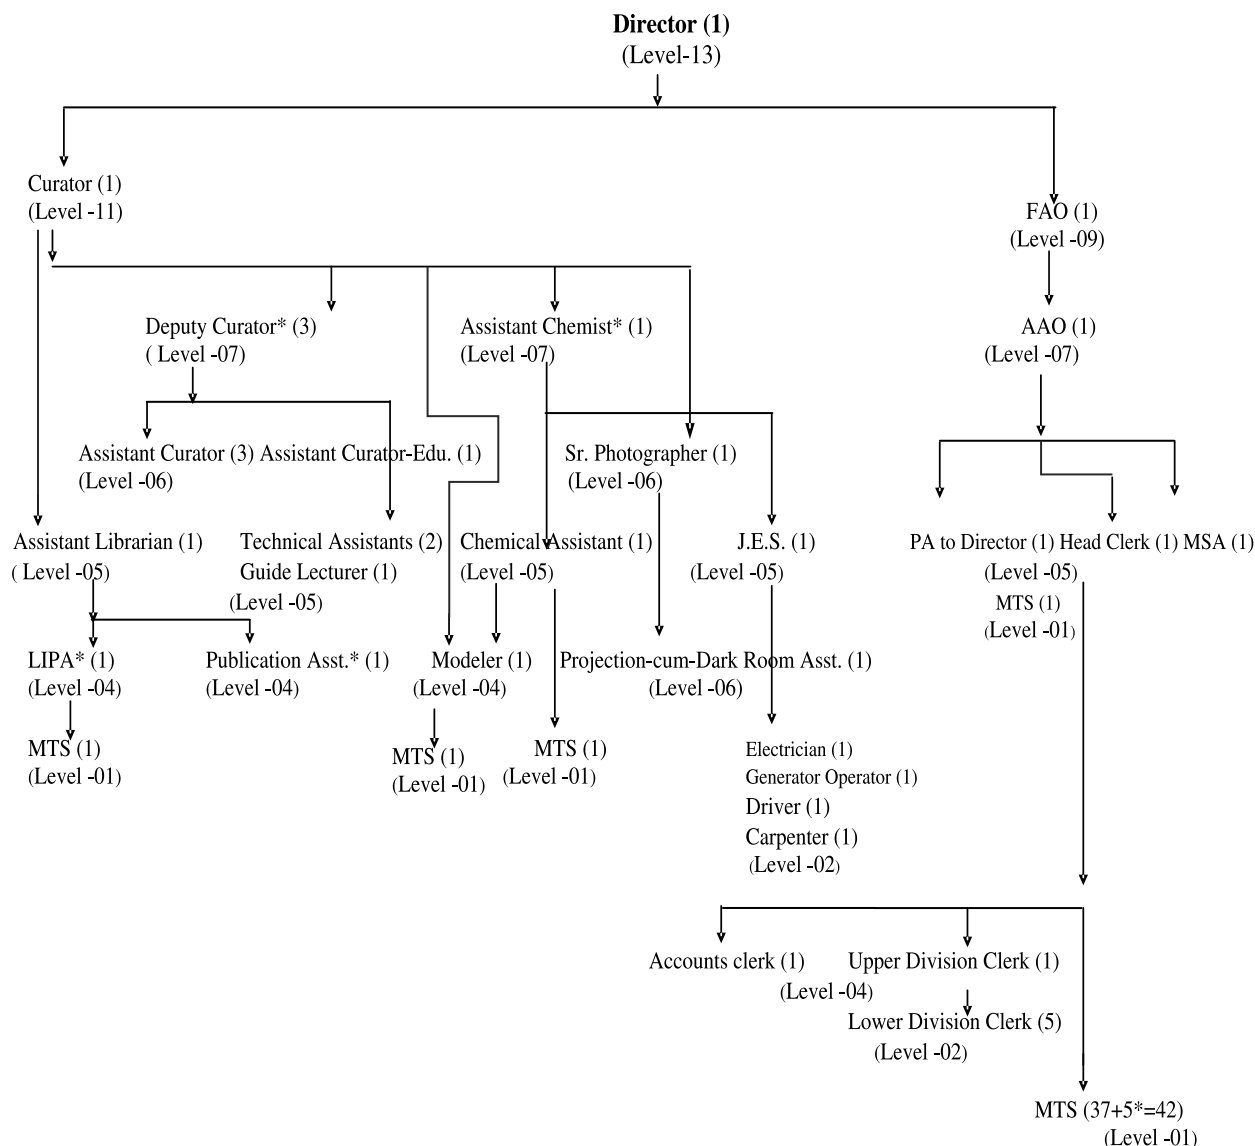 Director (1)
(Level-13)
Curator (1)
(Level -11)
FAO (1)
(Level -09)
Deputy Curator* (3)
( Level -07)
Assistant Chemist* (1)
(Level -07)
AAO (1)
(Level -07)
Assistant Curator (3) Assistant Curator-Edu. (1)
(Level -06)
Sr. Photographer (1)
(Level -06)
Assistant Librarian (1)
( Level -05)
Technical Assistants (2)
Guide Lecturer (1)
(Level -05)
Chemical Assistant (1)
(Level -05)
J.E.S. (1)
(Level -05)
PA to Director (1) Head Clerk (1) MSA (1)
(Level -05)
MTS (1)
(Level -01)
LIPA* (1)
(Level -04)
Publication Asst.* (1)
(Level -04)
Modeler (1)
(Level -04)
Projection-cum-Dark Room Asst. (1)
(Level -06)
MTS (1)
(Level -01)
MTS (1)
(Level -01)
MTS (1)
(Level -01)
Electrician (1)
Generator Operator (1)
Driver (1)
Carpenter (1)
(Level -02)
Accounts clerk (1)
Upper Division Clerk (1)
(Level -04)
Lower Division Clerk (5)
(Level -02)
MTS (37+5*=42)
(Level -01)